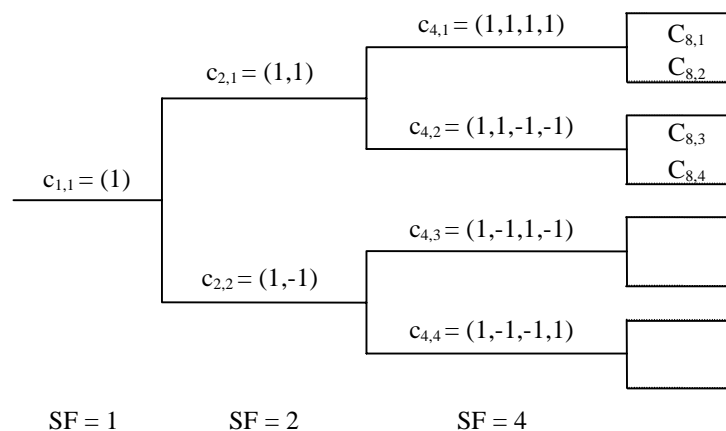 c4,1 = (1,1,1,1)
C8,1
c2,1 = (1,1)
C8,2
c4,2 = (1,1,-1,-1)
C8,3
C8,4
c1,1 = (1)
c4,3 = (1,-1,1,-1)
c2,2 = (1,-1)
c4,4 = (1,-1,-1,1)
SF = 1 SF = 2 SF = 4